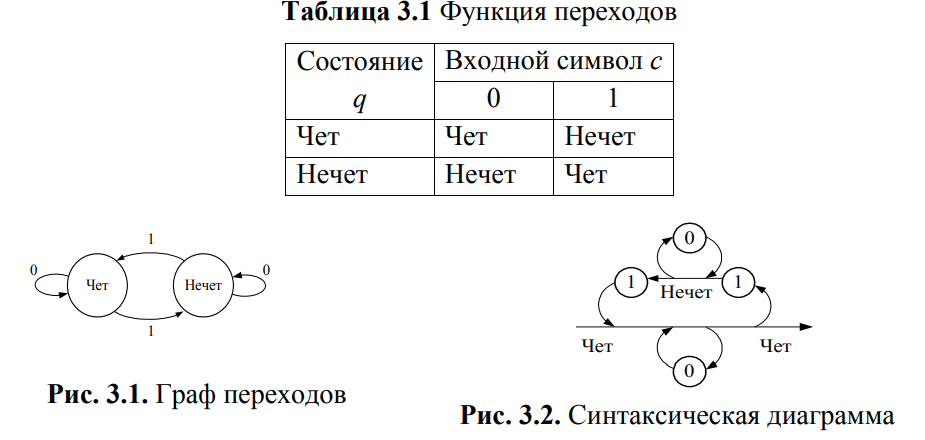 Таблица 3.1 Функция переходов
Состояние q
Входной символ c
0 1
Чет Чет Нечет
Нечет Нечет Чет
1
0 Чет Нечет 0
1
Рис. 3.1. Граф переходов
0
1 1
Нечет
Чет Чет
0
Рис. 3.2. Синтаксическая диаграмма